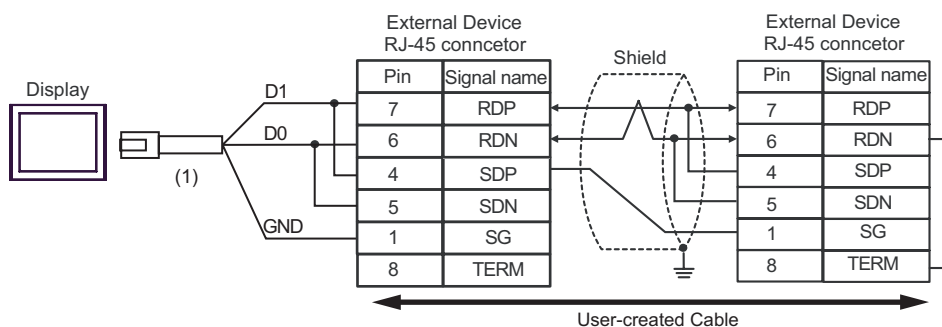 External Device
RJ-45 conncetor
External Device
RJ-45 conncetor
Shield
Display
D1
D0
GND
(1)
Pin Signal name
7 RDP
6 RDN
4 SDP
5 SDN
1 SG
8 TERM
Pin Signal name
7 RDP
6 RDN
4 SDP
5 SDN
1 SG
8 TERM
User-created Cable